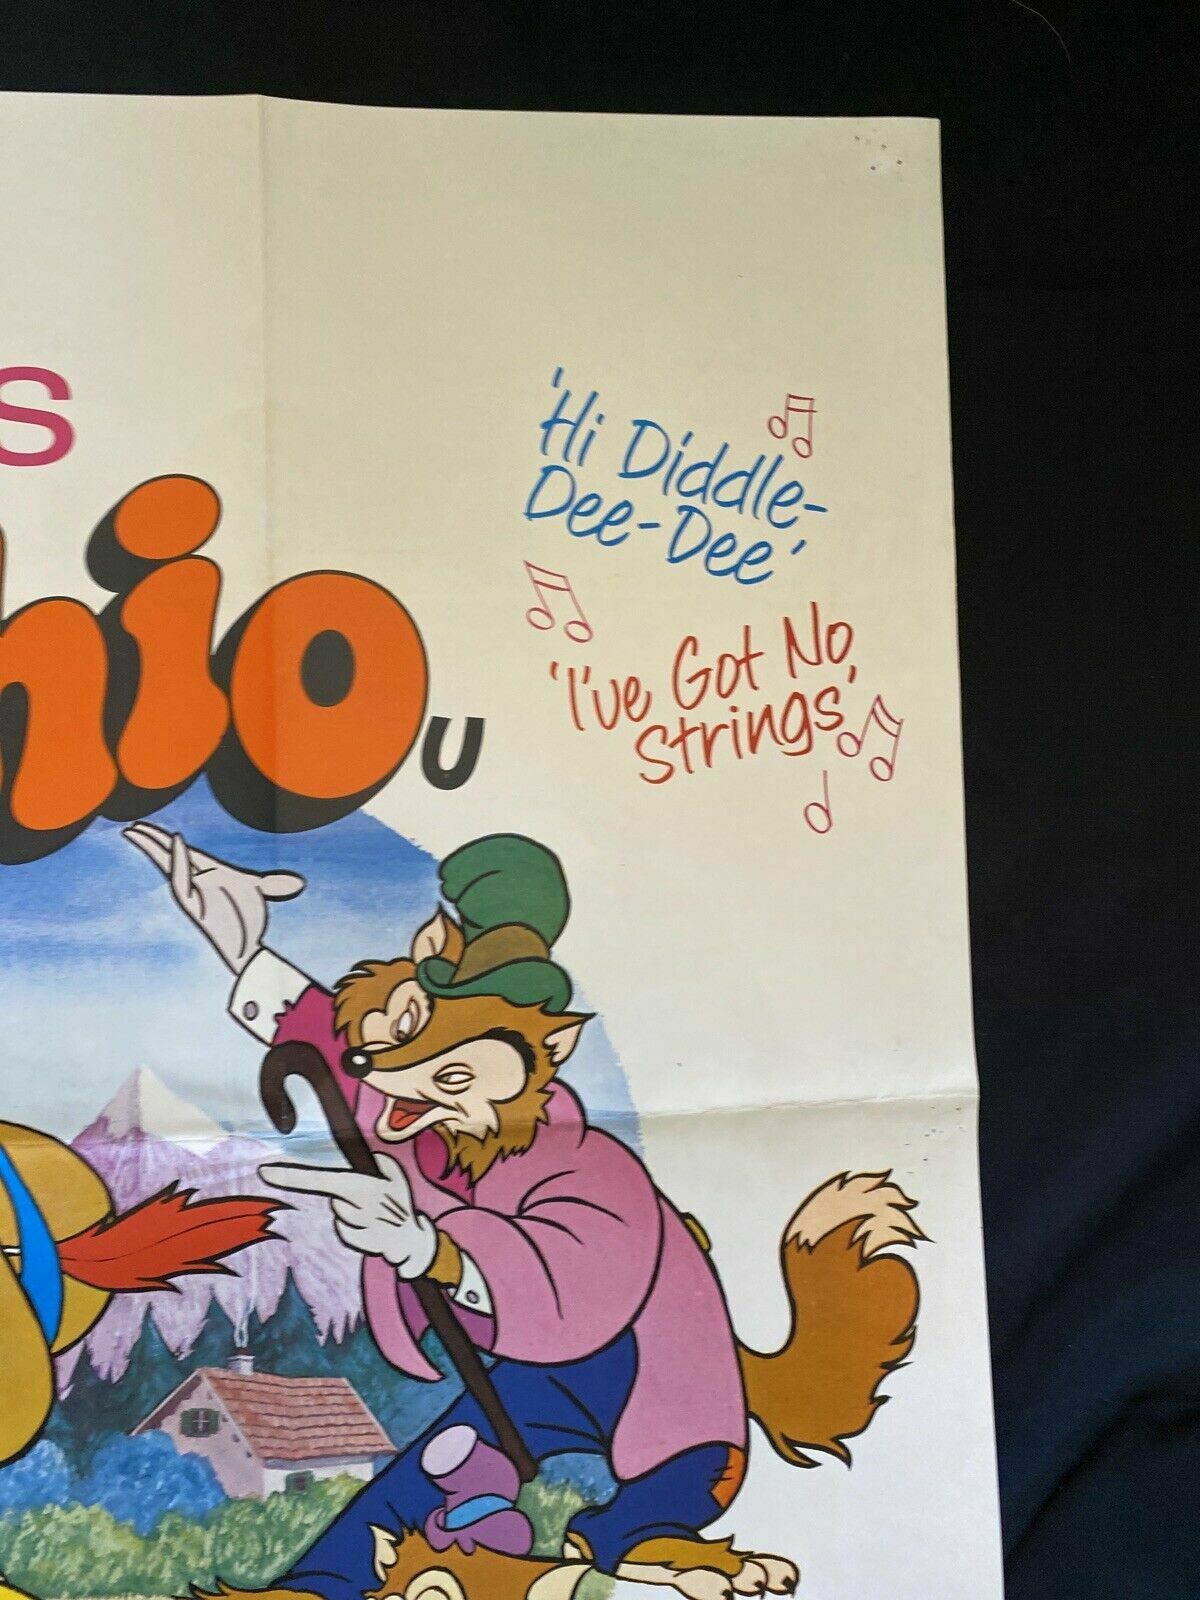 S
hio
U
'Hi Diddle-
Dee-Dee'
'I've Got No
Strings'